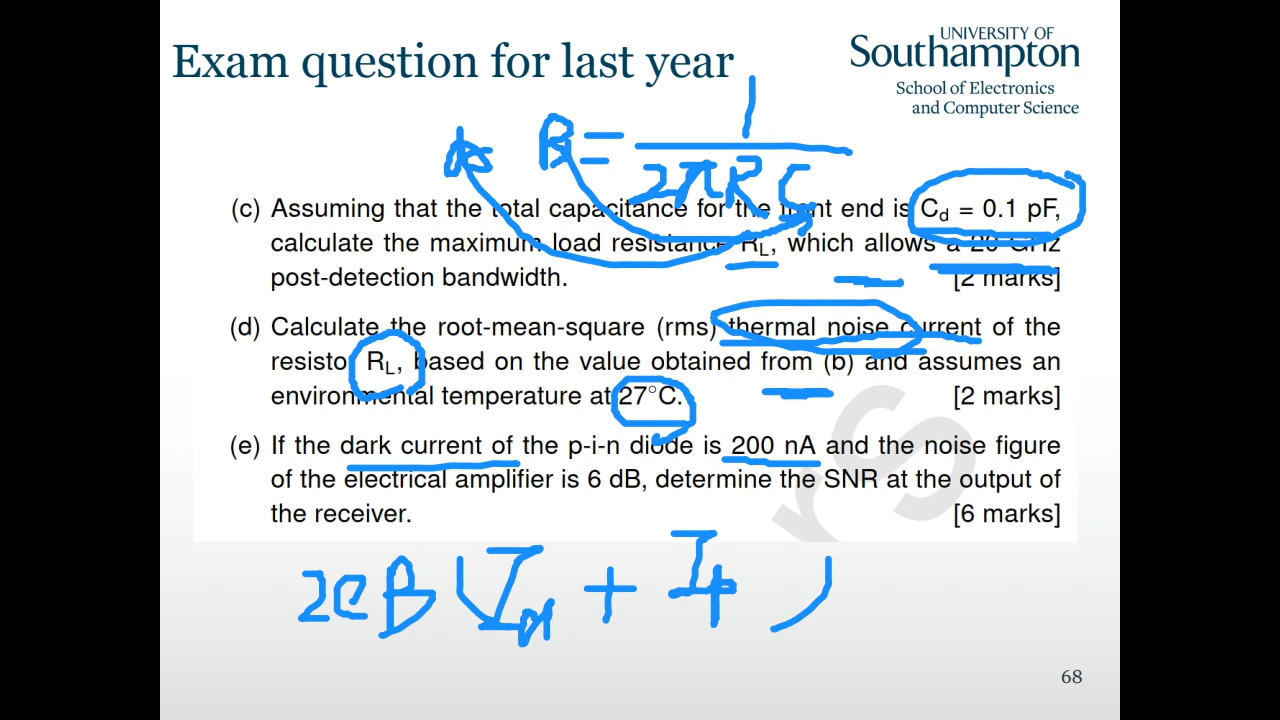 Exam question for last year
UNIVERSITY OF
Southampton
School of Electronics
and Computer Science
B = 1
2πRC
(c) Assuming that the total capacitance for the front end is Cd = 0.1 pF,
calculate the maximum load resistance RL, which allows a 20 GHz
post-detection bandwidth. [2 marks]
(d) Calculate the root-mean-square (rms) thermal noise current of the
resistor RL, based on the value obtained from (b) and assumes an
environmental temperature at 27°C. [2 marks]
(e) If the dark current of the p-i-n diode is 200 nA and the noise figure
of the electrical amplifier is 6 dB, determine the SNR at the output of
the receiver. [6 marks]
2eB(Id + Ip)
68